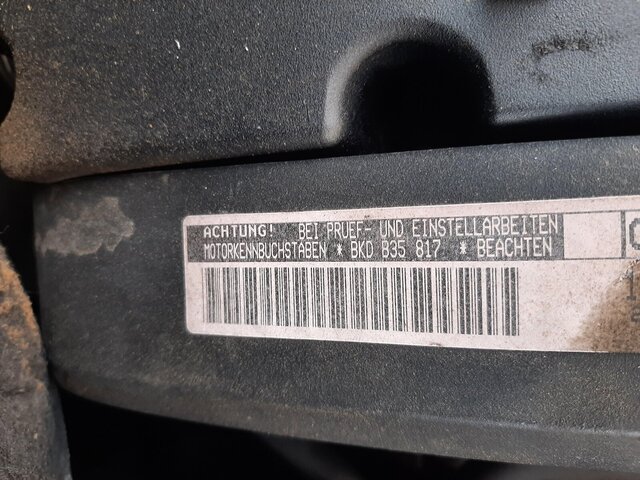 ACHTUNG! BEI PRUEF- UND EINSTELLARBEITEN
MOTORKENNBUCHSTABEN * BKD B35 817 * BEACHTEN